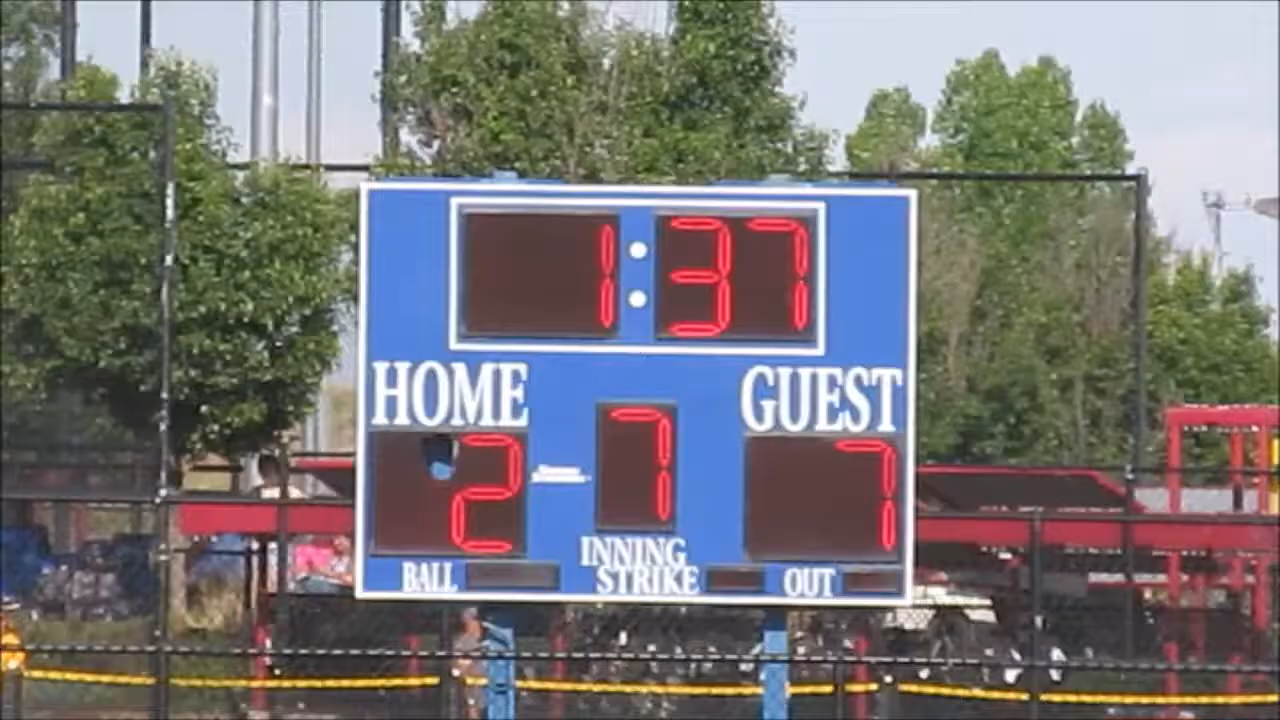 1:37
HOME GUEST
2 7 7
INNING
BALL STRIKE OUT